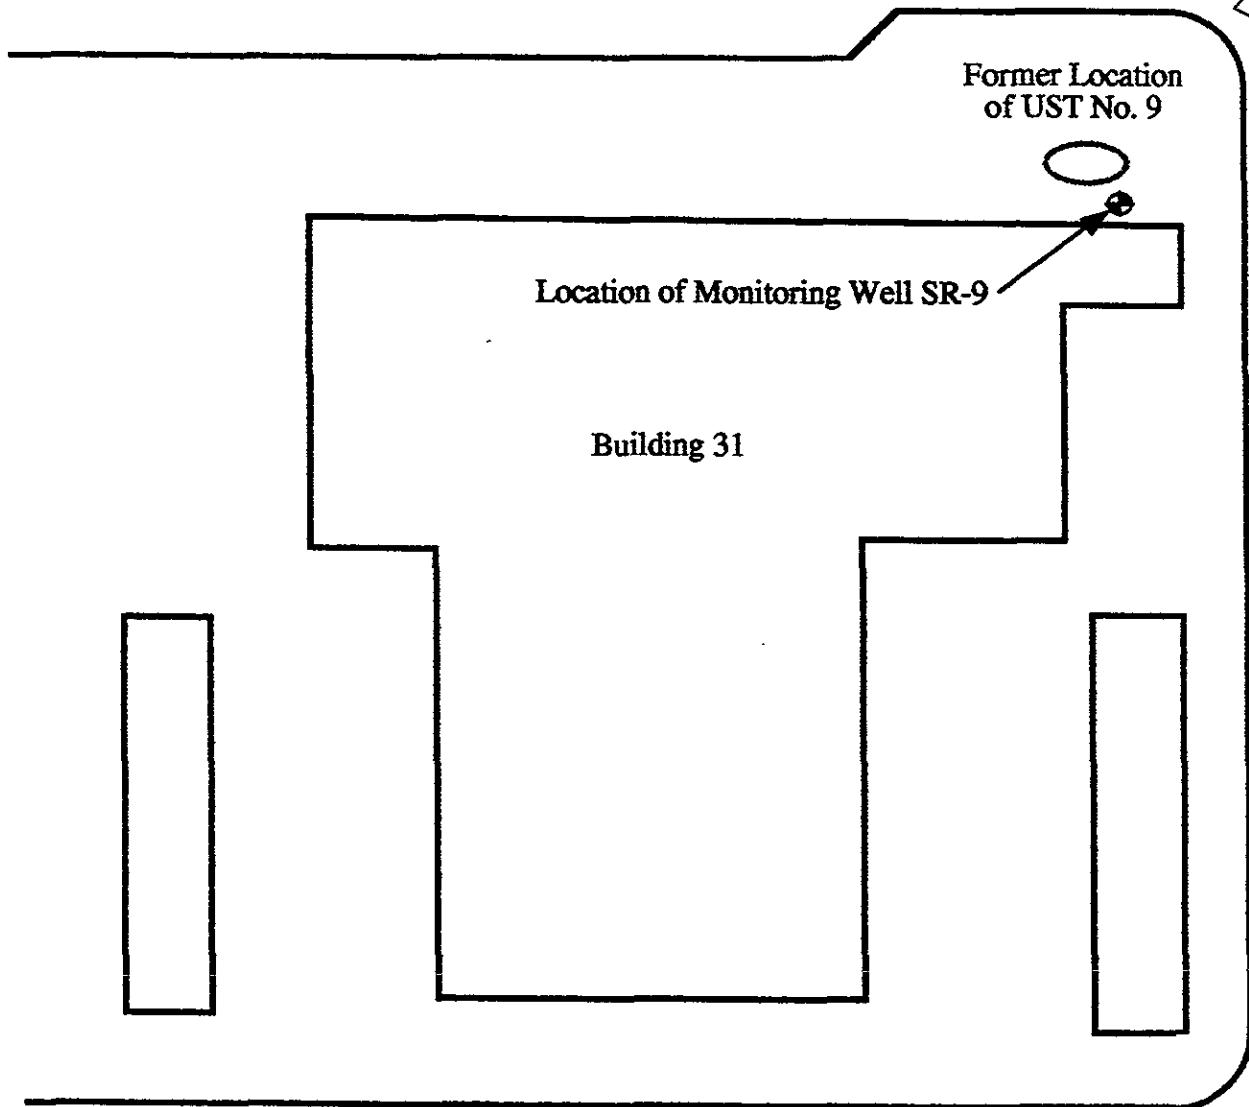 Former Location
of UST No. 9
Location of Monitoring Well SR-9
Building 31